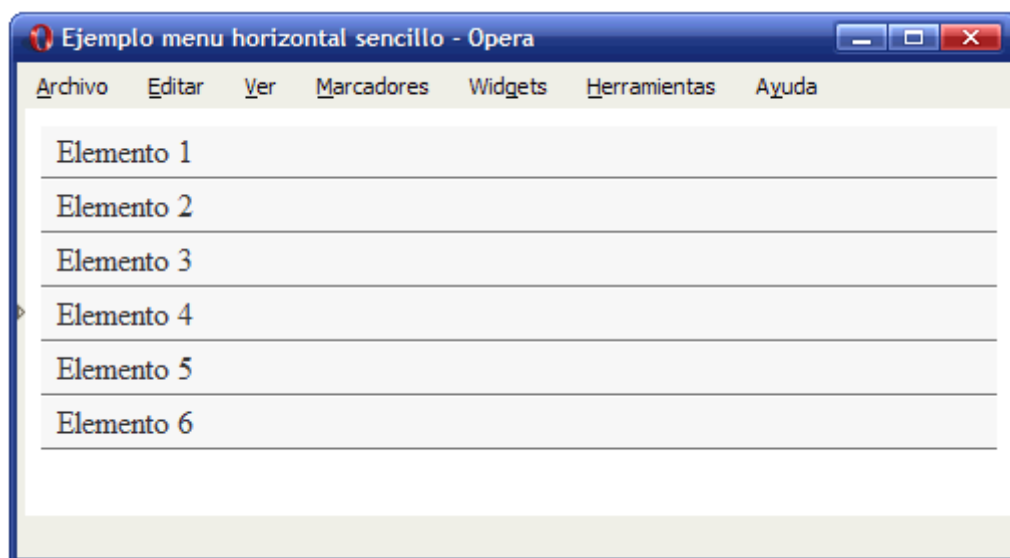 Ejemplo menu horizontal sencillo - Opera
Archivo Editar Ver Marcadores Widgets Herramientas Ayuda
Elemento 1
Elemento 2
Elemento 3
Elemento 4
Elemento 5
Elemento 6